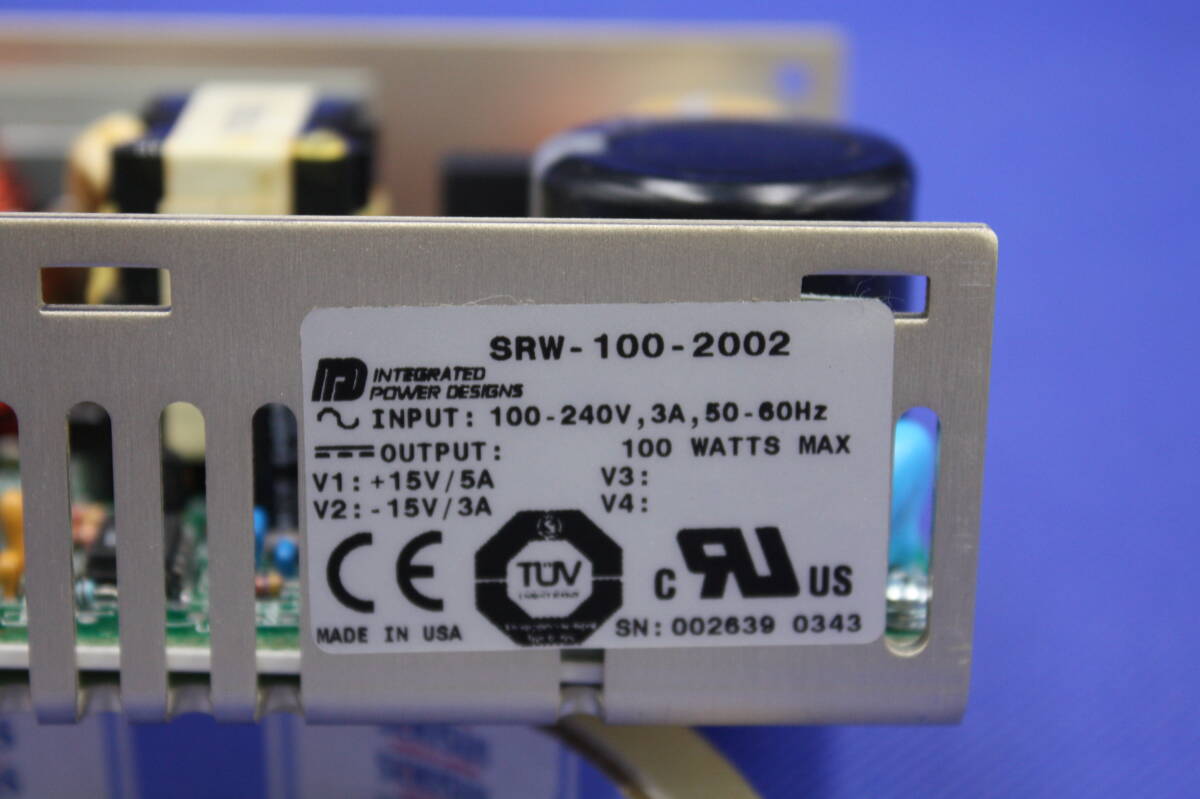 SRW-100-2002
INTEGRATED
POWER DESIGNS
INPUT: 100-240V, 3A, 50-60Hz
OUTPUT: 100 WATTS MAX
V1: +15V/5A V3:
V2: -15V/3A V4:
CE
TÜV
C RU US
MADE IN USA
SN: 002639 0343